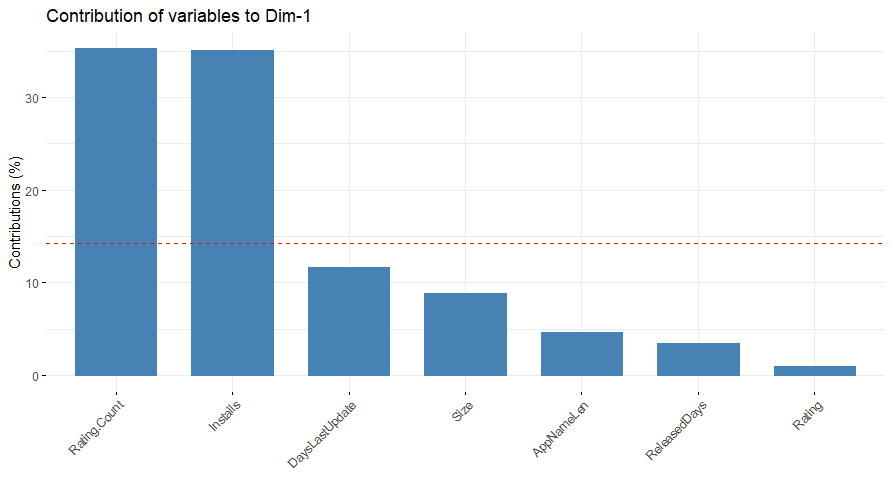 Contribution of variables to Dim-1
Contributions (%)
30
20
10
0
Rating.Count
Installs
DaysLastUpdate
Size
AppNameLen
ReleasedDays
Rating